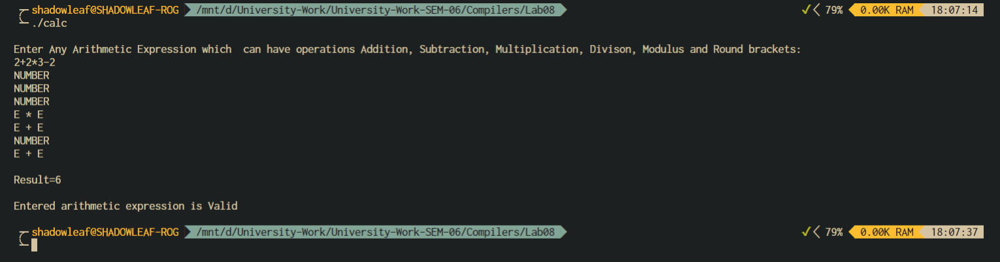 shadowleaf@SHADOWLEAF-ROG /mnt/d/University-Work/University-Work-SEM-06/Compilers/Lab08 ✓ 79% 0.00K RAM 18:07:14
./calc
Enter Any Arithmetic Expression which  can have operations Addition, Subtraction, Multiplication, Divison, Modulus and Round brackets:
2+2*3-2
NUMBER
NUMBER
NUMBER
E * E
E + E
NUMBER
E + E
Result=6
Entered arithmetic expression is Valid
shadowleaf@SHADOWLEAF-ROG /mnt/d/University-Work/University-Work-SEM-06/Compilers/Lab08 ✓ 79% 0.00K RAM 18:07:37